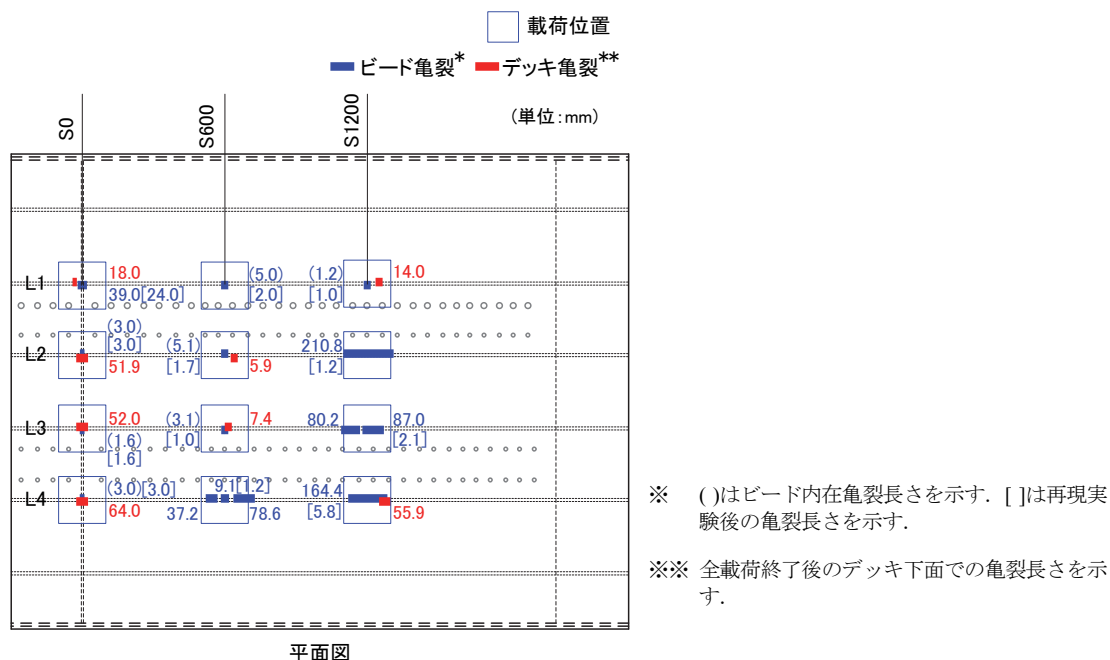 載荷位置
ビード亀裂* デッキ亀裂**
(単位:mm)
S0 S600 S1200
L1
18.0
39.0[24.0]
(5.0)
[2.0]
(1.2)
[1.0]
14.0
L2
(3.0)
[3.0]
51.9
(5.1)
[1.7]
5.9
210.8
[1.2]
L3
52.0
(1.6)
[1.6]
(3.1)
[1.0]
7.4
80.2
87.0
[2.1]
L4
(3.0)[3.0]
64.0
9.1[1.2]
37.2
78.6
164.4
[5.8]
55.9
平面図
※ ( )はビード内在亀裂長さを示す.[ ]は再現実
験後の亀裂長さを示す.
※※ 全載荷終了後のデッキ下面での亀裂長さを示
す.